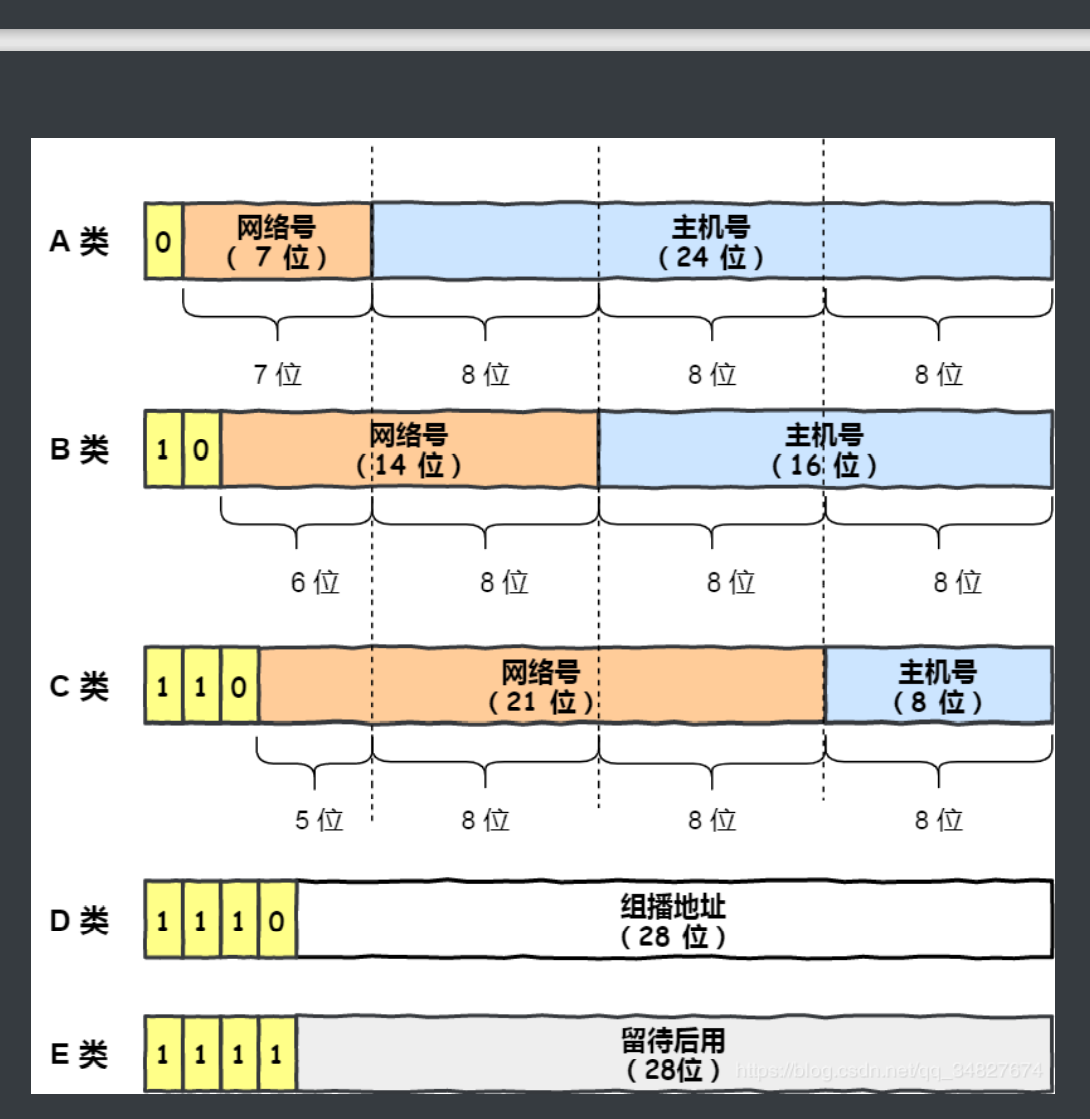 A 类
0
网络号
( 7 位 )
主机号
( 24 位 )
7 位
8 位
8 位
8 位
B 类
1 0
网络号
( 14 位 )
主机号
( 16 位 )
6 位
8 位
8 位
8 位
C 类
1 1 0
网络号
( 21 位 )
主机号
( 8 位 )
5 位
8 位
8 位
8 位
D 类
1 1 1 0
组播地址
( 28 位 )
E 类
1 1 1 1
留待后用
( 28位 )
https://blog.csdn.net/qq_34827674